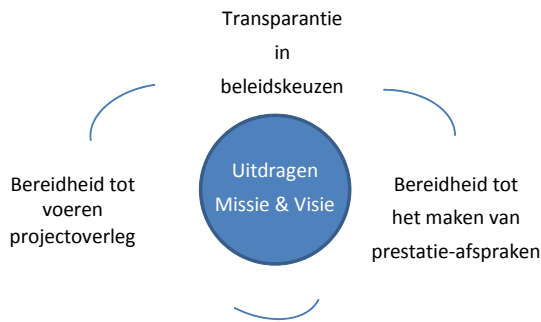 Transparantie
in
beleidskeuzen
Uitdragen
Missie & Visie
Bereidheid tot
voeren
projectoverleg
Bereidheid tot
het maken van
prestatie-afspraken